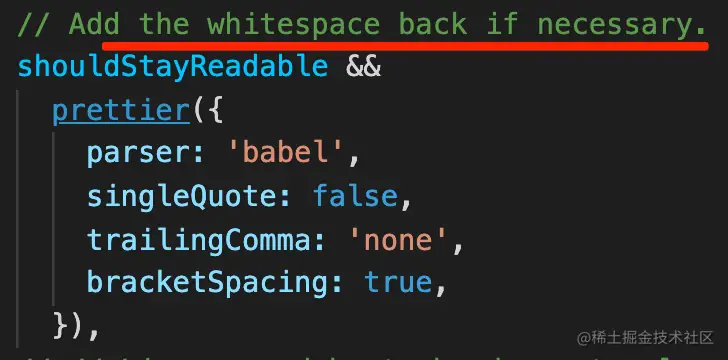 // Add the whitespace back if necessary.
shouldStayReadable &&
prettier({
parser: 'babel',
singleQuote: false,
trailingComma: 'none',
bracketSpacing: true,
}),
@稀土掘金技术社区